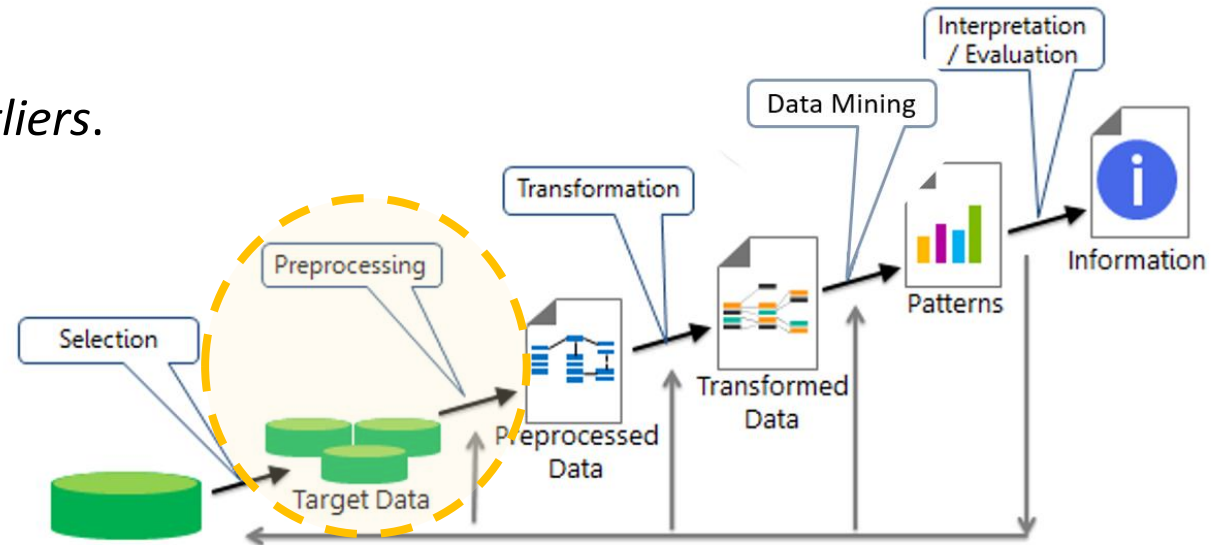 Interpretation
/ Evaluation
liers.
Data Mining
Transformation
Preprocessing
Information
Patterns
Selection
Transformed
Data
Preprocessed
Data
Target Data